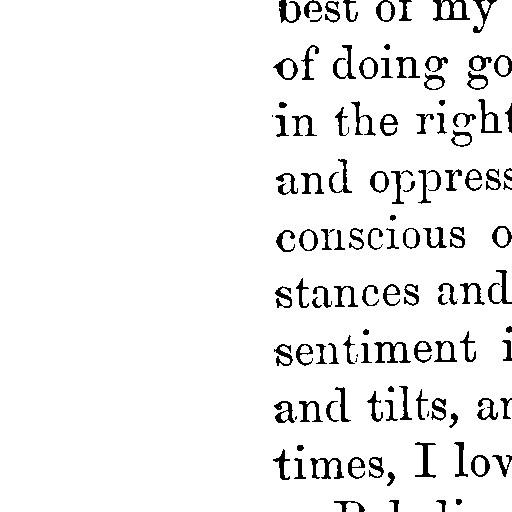 best of my
of doing go
in the right
and oppress
conscious o
stances and
sentiment i
and tilts, ar
times, I lov